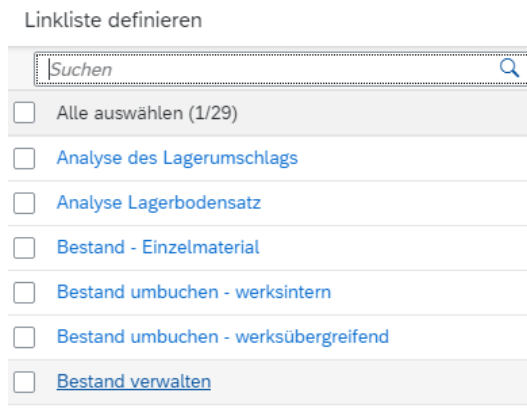 Linkliste definieren
Suchen
Alle auswählen (1/29)
Analyse des Lagerumschlags
Analyse Lagerbodensatz
Bestand - Einzelmaterial
Bestand umbuchen - werksintern
Bestand umbuchen - werksübergreifend
Bestand verwalten